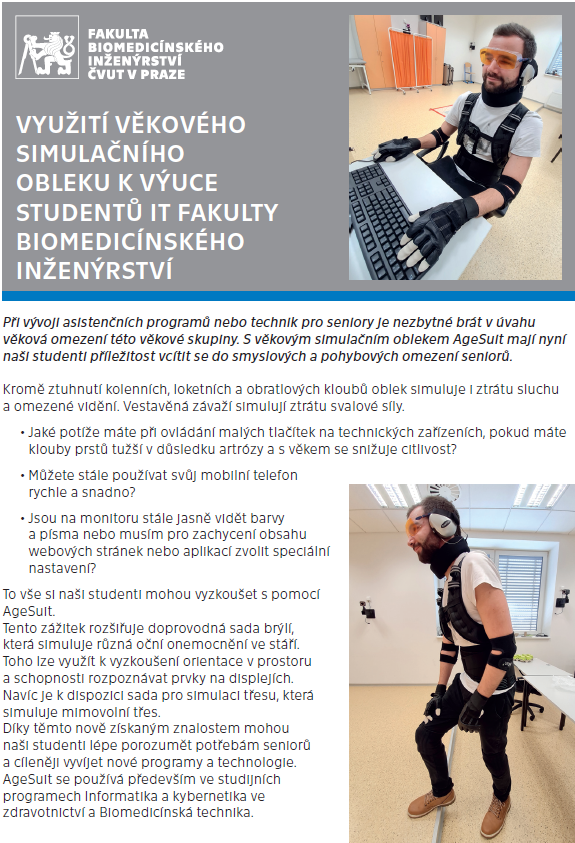 FAKULTA
BIOMEDICÍNSKÉHO
INŽENÝRSTVÍ
ČVUT V PRAZE
VYUŽITÍ VĚKOVÉHO
SIMULAČNÍHO
OBLEKU K VÝUCE
STUDENTŮ IT FAKULTY
BIOMEDICÍNSKÉHO
INŽENÝRSTVÍ
Při vývoji asistenčních programů nebo technik pro seniory je nezbytné brát v úvahu
věková omezení této věkové skupiny. S věkovým simulačním oblekem AgeSuit mají nyní
naši studenti příležitost vcítit se do smyslových a pohybových omezení seniorů.
Kromě ztuhnutí kolenních, loketních a obratlových kloubů oblek simuluje i ztrátu sluchu
a omezené vidění. Vestavěná závaží simulují ztrátu svalové síly.
• Jaké potíže máte při ovládání malých tlačítek na technických zařízeních, pokud máte
klouby prstů tužší v důsledku artrózy a s věkem se snižuje citlivost?
• Můžete stále používat svůj mobilní telefon
rychle a snadno?
• Jsou na monitoru stále jasně vidět barvy
a písma nebo musím pro zachycení obsahu
webových stránek nebo aplikací zvolit speciální
nastavení?
To vše si naši studenti mohou vyzkoušet s pomocí
AgeSuit.
Tento zážitek rozšiřuje doprovodná sada brýlí,
která simuluje různá oční onemocnění ve stáří.
Toho lze využít k vyzkoušení orientace v prostoru
a schopnosti rozpoznávat prvky na displejích.
Navíc je k dispozici sada pro simulaci třesu, která
simuluje mimovolní třes.
Díky těmto nově získaným znalostem mohou
naši studenti lépe porozumět potřebám seniorů
a cíleněji vyvíjet nové programy a technologie.
AgeSuit se používá především ve studijních
programech Informatika a kybernetika ve
zdravotnictví a Biomedicínská technika.